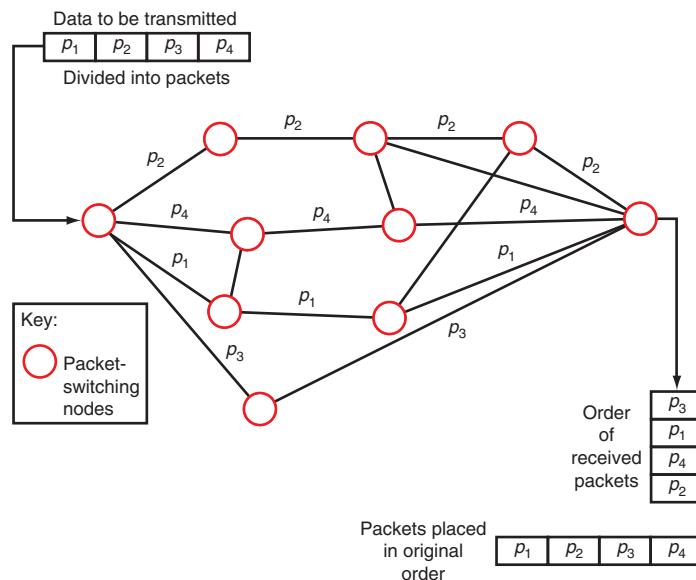 Data to be transmitted
p1 p2 p3 p4
Divided into packets
p2 p2
p2 p2
p4 p4 p4
p1 p1
p1
p3 p3
Key:
Packet-
switching
nodes
Order
of
received
packets
p3
p1
p4
p2
Packets placed
in original
order
p1 p2 p3 p4